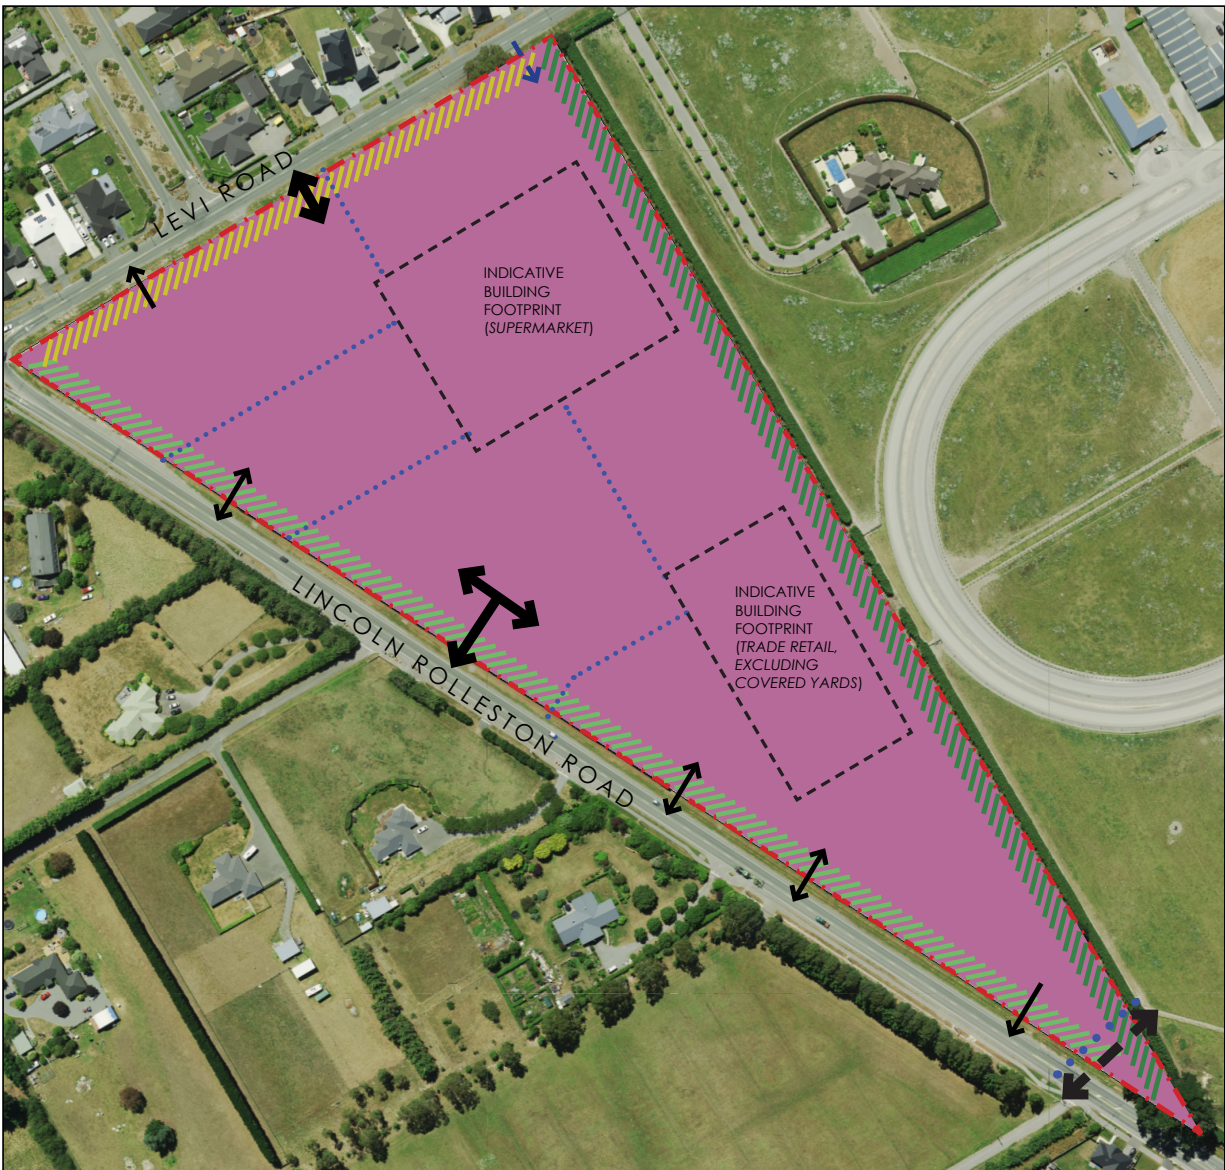 LEVI ROAD
INDICATIVE
BUILDING
FOOTPRINT
(SUPERMARKET)
INDICATIVE
BUILDING
FOOTPRINT
(TRADE RETAIL,
EXCLUDING
COVERED YARDS)
LINCOLN ROLLESTON ROAD